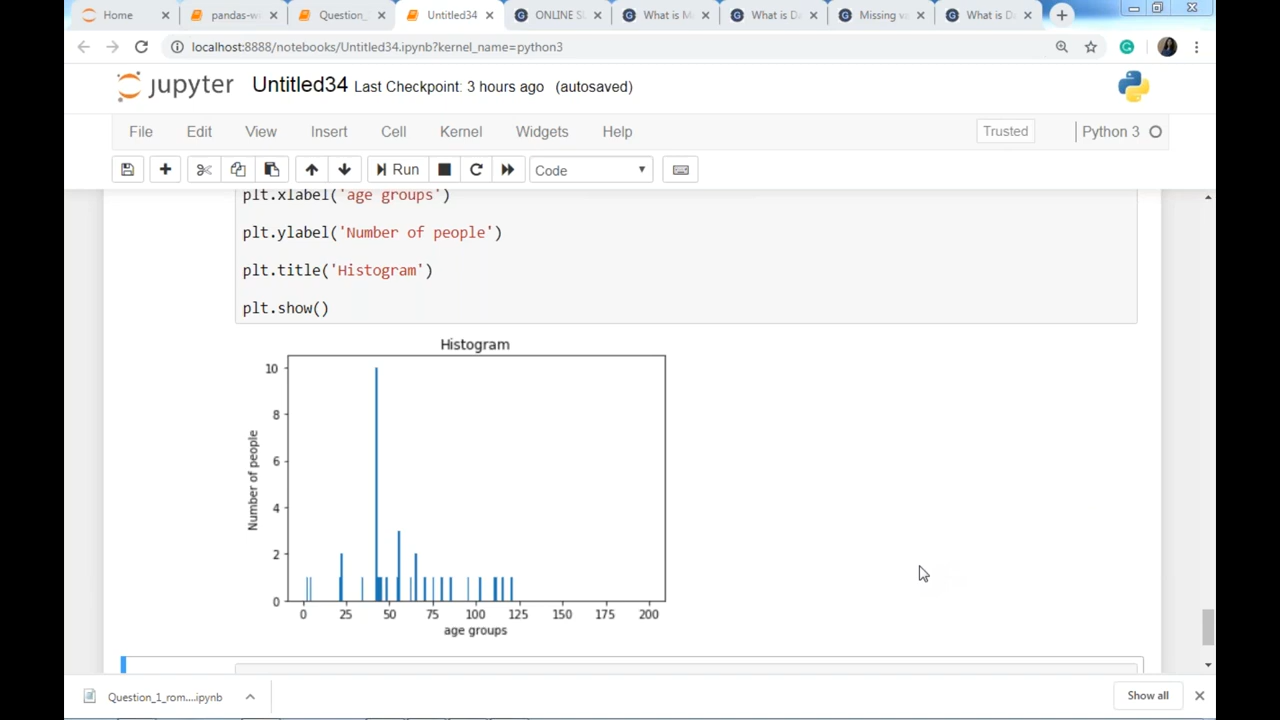 Home
pandas-w
Question_
Untitled34
ONLINE S
What is M
What is Da
Missing v
What is D
localhost:8888/notebooks/Untitled34.ipynb?kernel_name=python3
jupyter Untitled34 Last Checkpoint: 3 hours ago (autosaved)
File Edit View Insert Cell Kernel Widgets Help Trusted Python 3
Run Code
plt.xlabel('age groups')
plt.ylabel('Number of people')
plt.title('Histogram')
plt.show()
Histogram
10
8
6
4
2
0
Number of people
0 25 50 75 100 125 150 175 200
age groups
Question_1_rom....ipynb
Show all